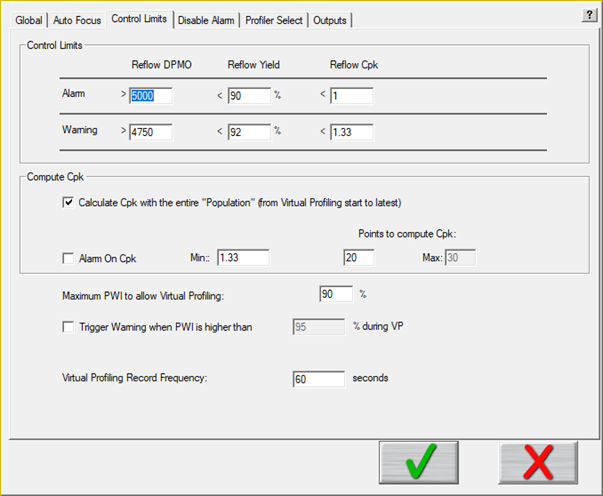 Global Auto Focus Control Limits Disable Alarm Profiler Select Outputs ?
Control Limits
Reflow DPMO Reflow Yield Reflow Cpk
Alarm > 5000 < 90 % < 1
Warning > 4750 < 92 % < 1.33
Compute Cpk
Calculate Cpk with the entire "Population" (from Virtual Profiling start to latest)
Points to compute Cpk:
Alarm On Cpk Min:: 1.33 20 Max: 30
Maximum PWI to allow Virtual Profiling: 90 %
Trigger Warning when PWI is higher than 95 % during VP
Virtual Profiling Record Frequency: 60 seconds